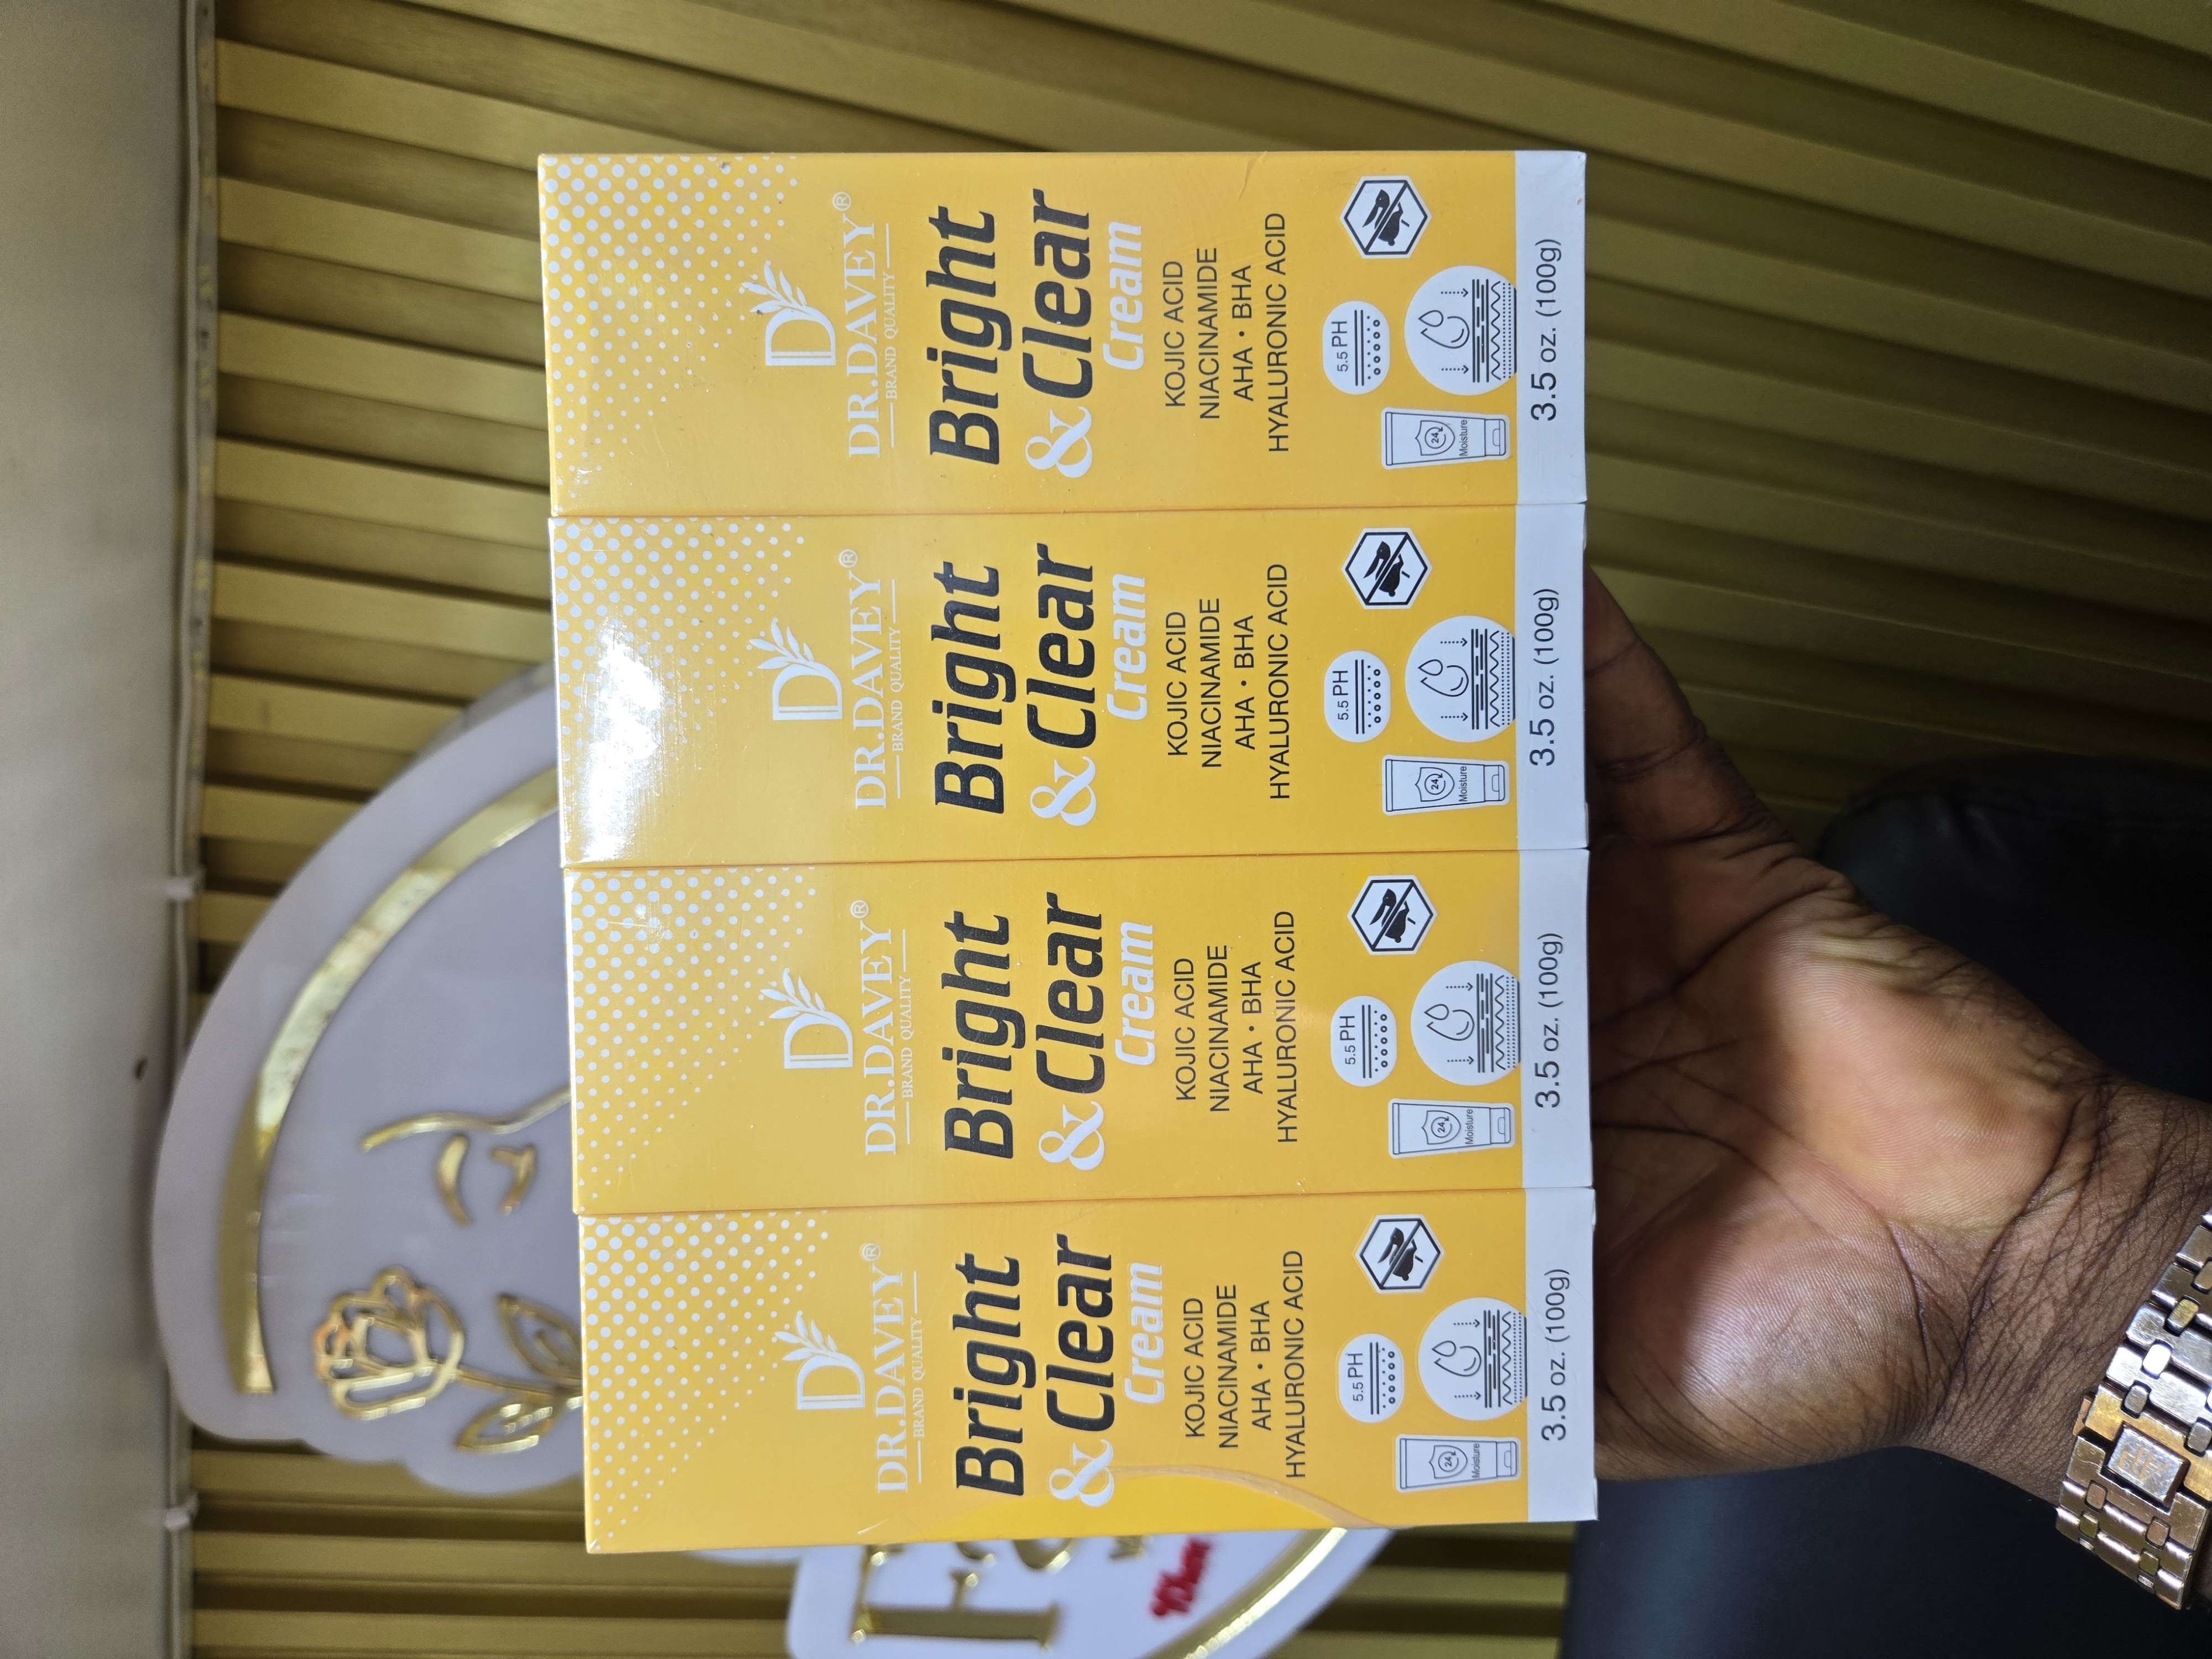 D
DR.DAVEY®
BRAND QUALITY
Bright
&Clear
Cream
KOJIC ACID
NIACINAMIDE
AHA • BHA
HYALURONIC ACID
5.5 PH
24
Moisture
3.5 oz. (100g)
D
DR.DAVEY®
BRAND QUALITY
Bright
&Clear
Cream
KOJIC ACID
NIACINAMIDE
AHA • BHA
HYALURONIC ACID
5.5 PH
24
Moisture
3.5 oz. (100g)
D
DR.DAVEY®
BRAND QUALITY
Bright
&Clear
Cream
KOJIC ACID
NIACINAMIDE
AHA • BHA
HYALURONIC ACID
5.5 PH
24
Moisture
3.5 oz. (100g)
D
DR.DAVEY®
BRAND QUALITY
Bright
&Clear
Cream
KOJIC ACID
NIACINAMIDE
AHA • BHA
HYALURONIC ACID
5.5 PH
24
Moisture
3.5 oz. (100g)